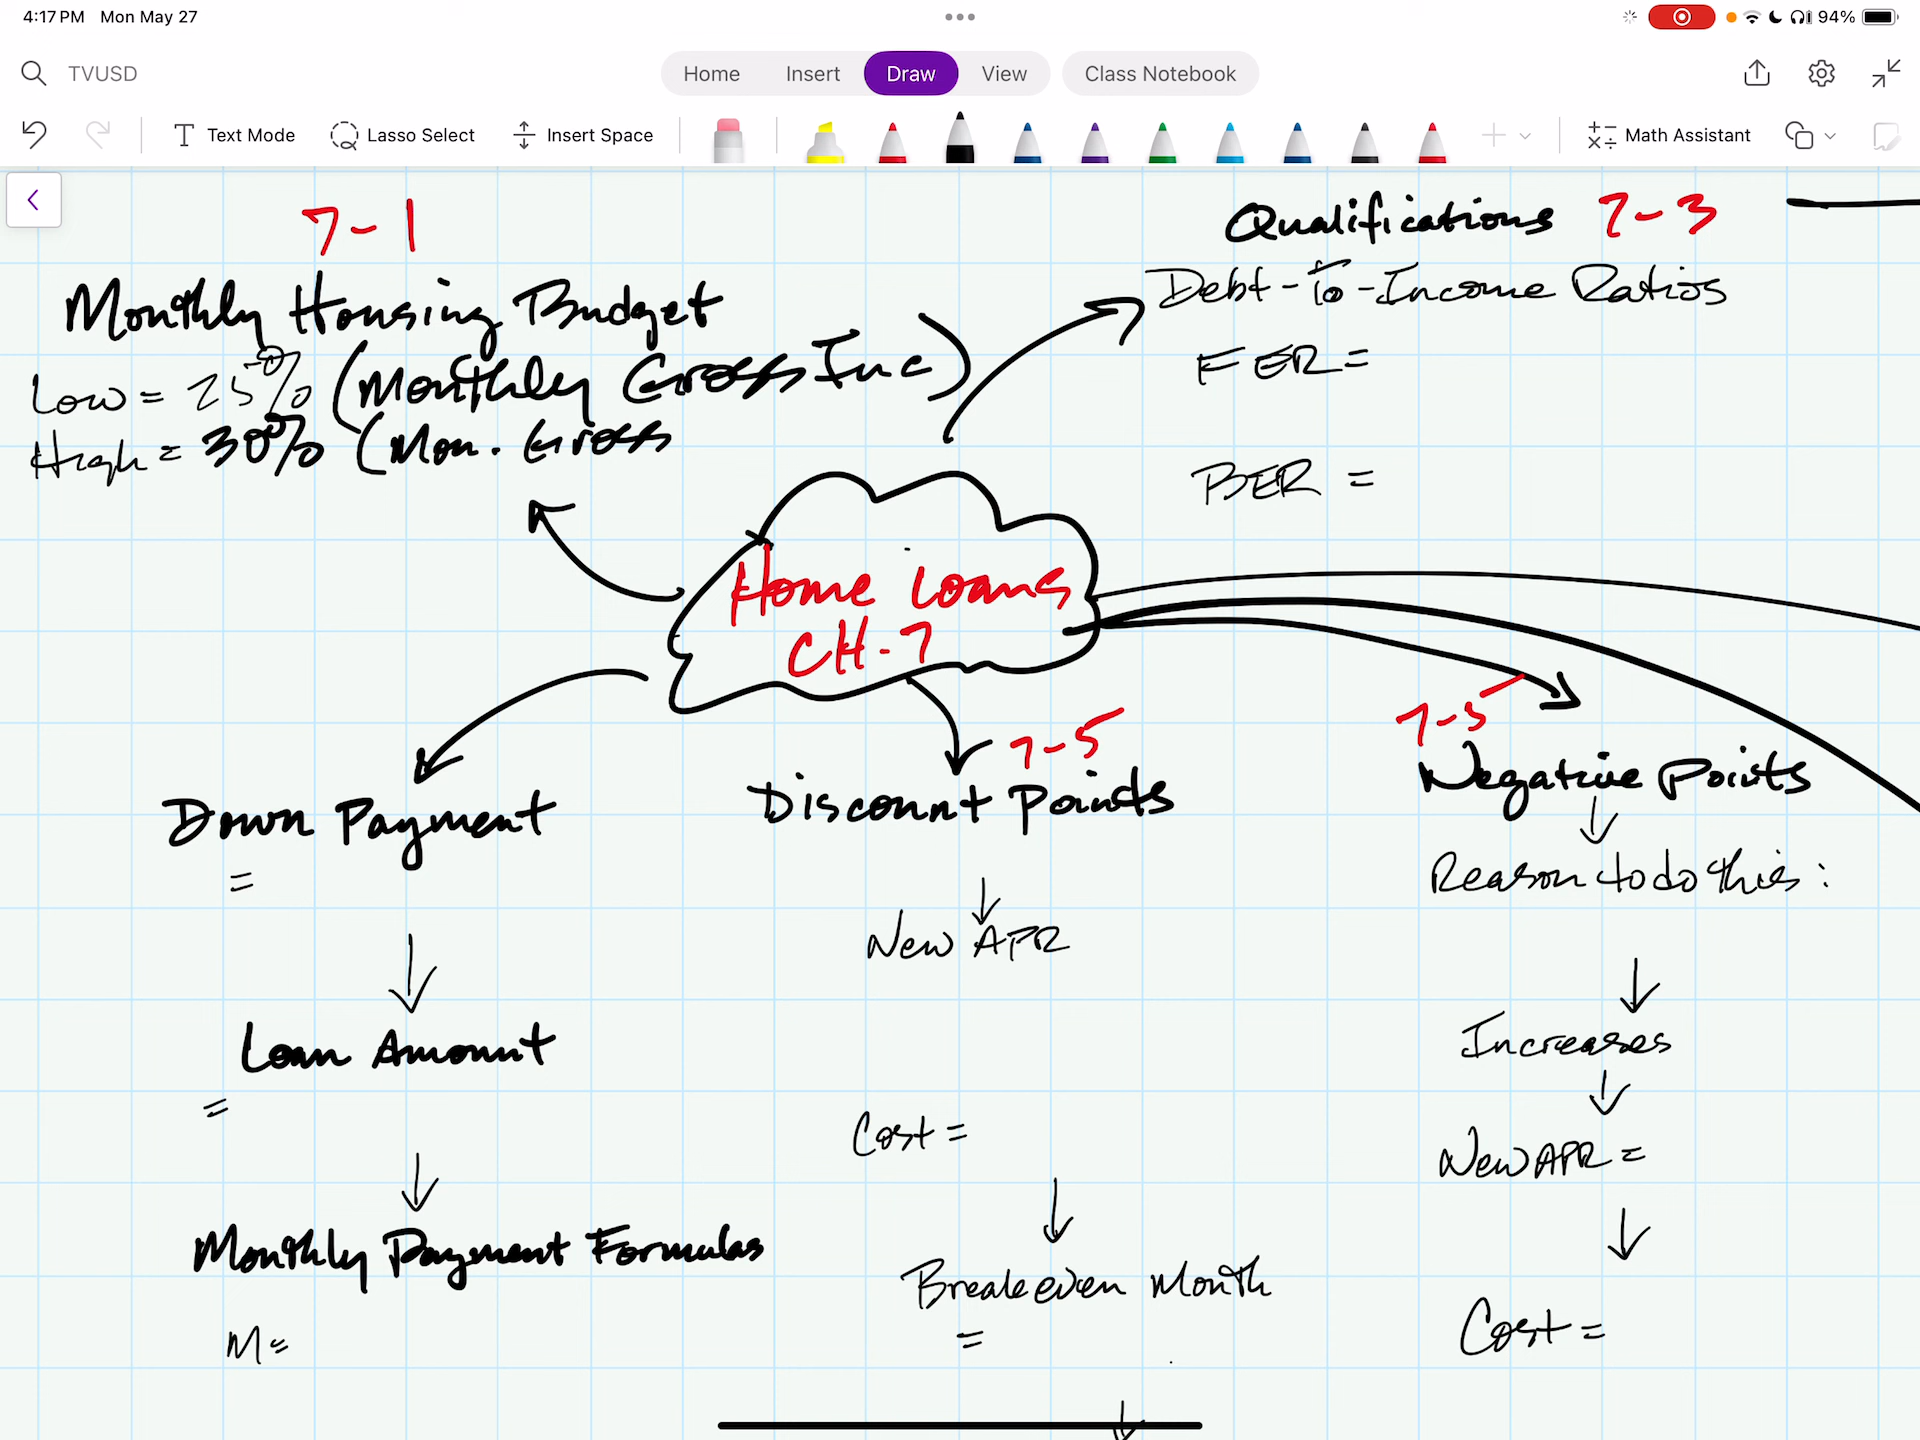 4:17 PM Mon May 27
94%
TVUSD
Home Insert Draw View Class Notebook
Text Mode Lasso Select Insert Space Math Assistant
7-1
Monthly Housing Budget
Low = 25% (Monthly Gross Inc)
High = 30% (Mon. Gross
Qualifications 7-3
Debt-To-Income Ratios
FER =
BER =
Home Loans
CH-7
Down Payment
=
Loan Amount
=
Monthly Payment Formulas
M=
7-5
Discount Points
New APR
Cost =
Breakeven Month
=
7-5
Negative Points
Reason to do this:
Increases
New APR =
Cost =